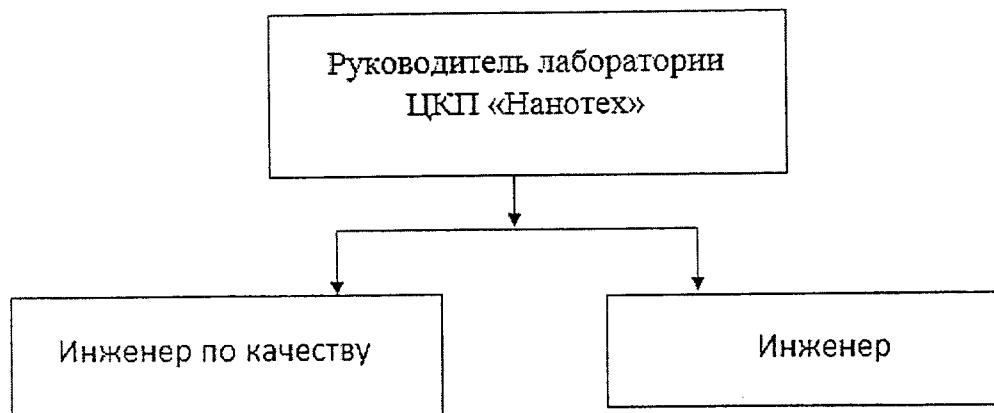 Руководитель лаборатории
ЦКП «Нанотех»
Инженер по качеству
Инженер